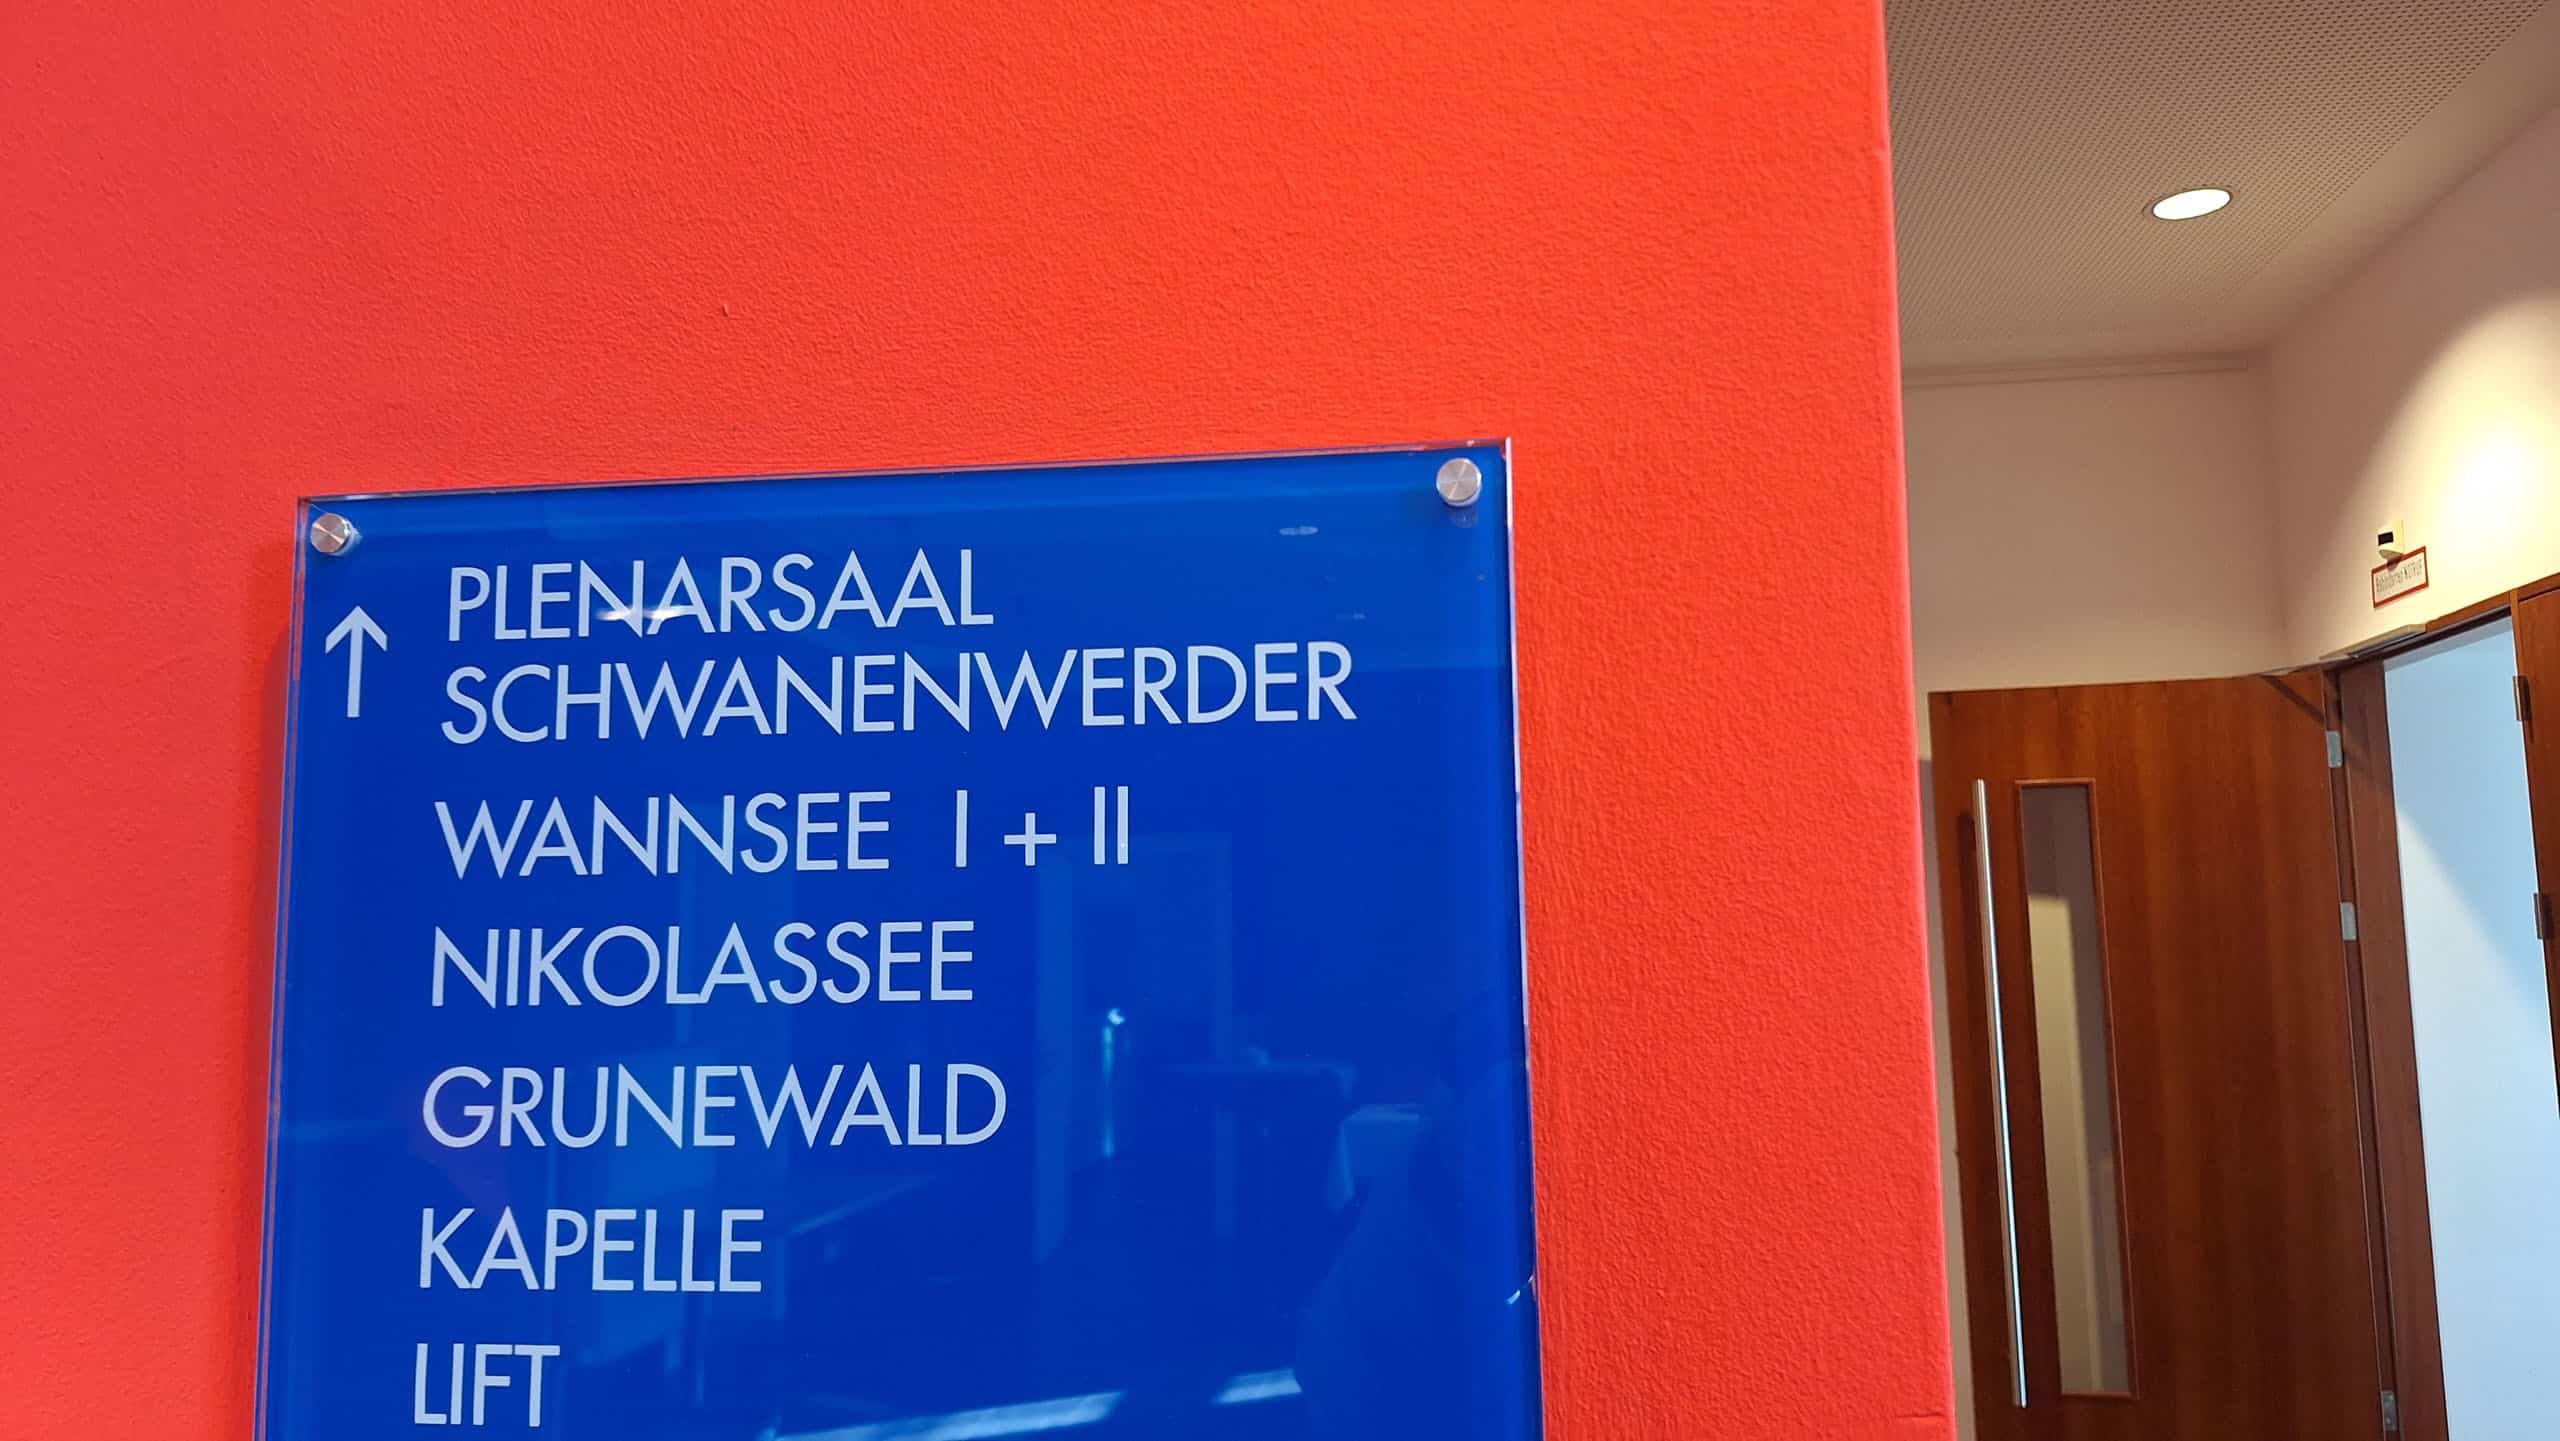 ↑ PLENARSAAL
SCHWANENWERDER
WANNSEE I + II
NIKOLASSEE
GRUNEWALD
KAPELLE
LIFT